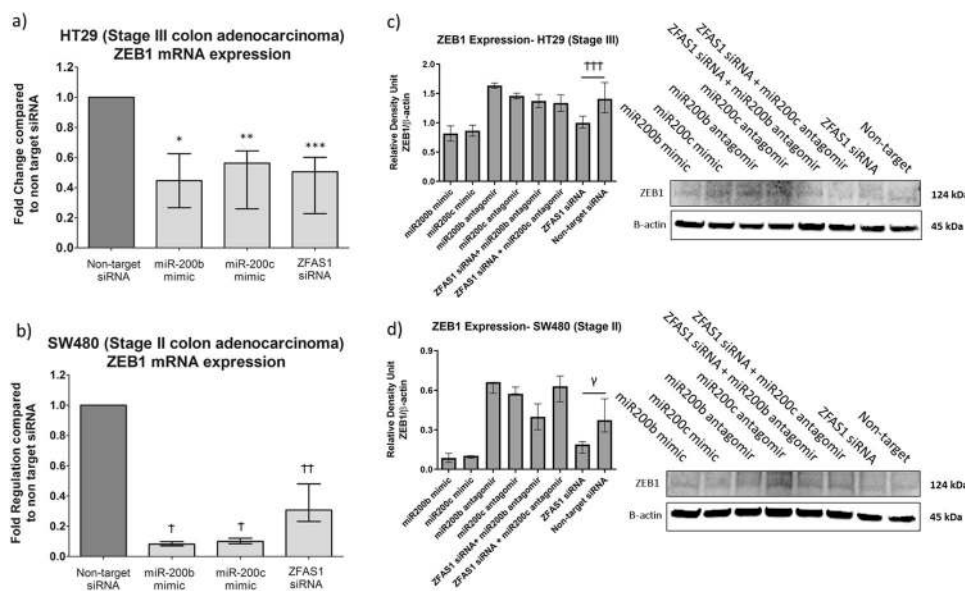 a)
HT29 (Stage III colon adenocarcinoma)
ZEB1 mRNA expression
Fold Change compared
to non target siRNA
1.2
1.0
0.8
0.6
0.4
0.2
0.0
*
**
***
Non-target
siRNA
miR-200b
mimic
miR-200c
mimic
ZFAS1
siRNA
b)
SW480 (Stage II colon adenocarcinoma)
ZEB1 mRNA expression
Fold Regulation compared
to non target siRNA
1.2
1.0
0.8
0.6
0.4
0.2
0.0
†
†
††
Non-target
siRNA
miR-200b
mimic
miR-200c
mimic
ZFAS1
siRNA
c)
ZEB1 Expression- HT29 (Stage III)
Relative Density Unit
ZEB1/β-actin
2.0
1.5
1.0
0.5
0.0
†††
miR200b mimic
miR200c mimic
miR200b antagomir
miR200c antagomir
ZFAS1 siRNA+ miR200b antagomir
ZFAS1 siRNA + miR200c antagomir
ZFAS1 siRNA
Non-target siRNA
miR200b mimic
miR200c mimic
miR200b antagomir
miR200c antagomir
ZFAS1 siRNA + miR200b antagomir
ZFAS1 siRNA + miR200c antagomir
ZFAS1 siRNA
Non-target
ZEB1
124 kDa
B-actin
45 kDa
d)
ZEB1 Expression- SW480 (Stage II)
Relative Density Unit
ZEB1/β-actin
0.9
0.6
0.3
0.0
γ
miR200b mimic
miR200c mimic
miR200b antagomir
miR200c antagomir
ZFAS1 siRNA+ miR200b antagomir
ZFAS1 siRNA + miR200c antagomir
ZFAS1 siRNA
Non-target siRNA
miR200b mimic
miR200c mimic
miR200b antagomir
miR200c antagomir
ZFAS1 siRNA + miR200b antagomir
ZFAS1 siRNA + miR200c antagomir
ZFAS1 siRNA
Non-target
ZEB1
124 kDa
B-actin
45 kDa